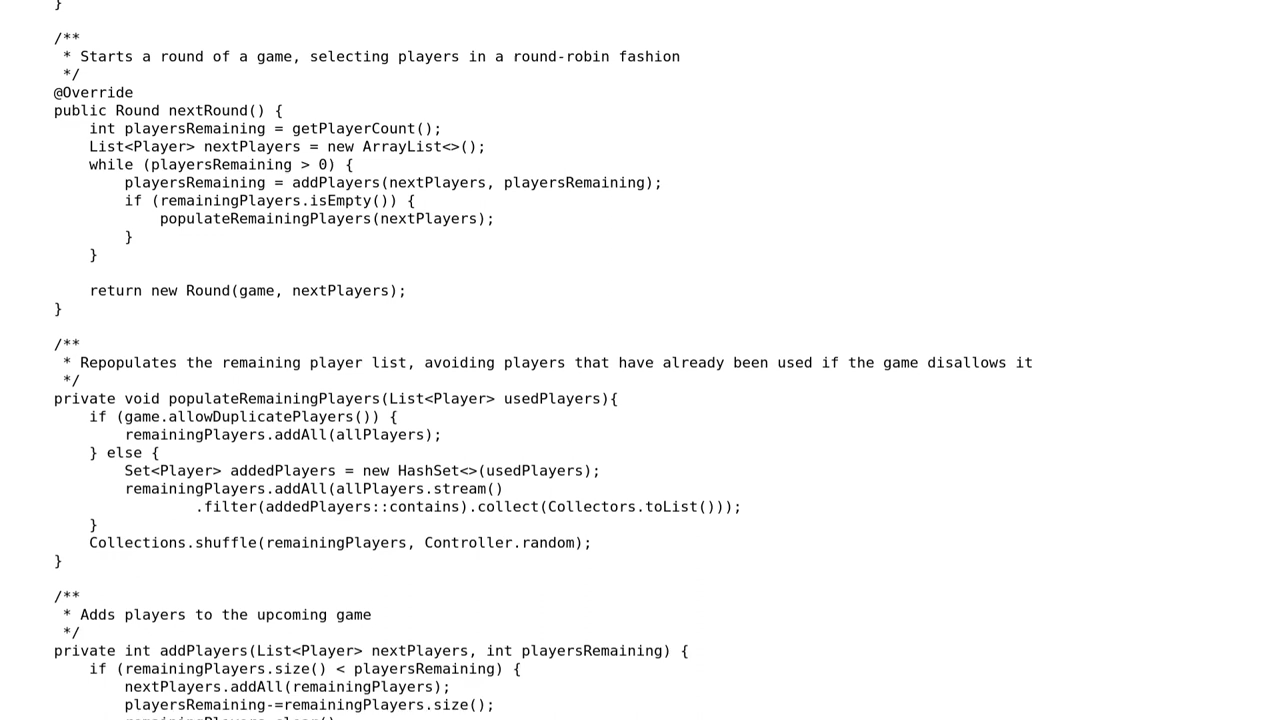 }
/**
 * Starts a round of a game, selecting players in a round-robin fashion
 */
@Override
public Round nextRound() {
    int playersRemaining = getPlayerCount();
    List<Player> nextPlayers = new ArrayList<>();
    while (playersRemaining > 0) {
        playersRemaining = addPlayers(nextPlayers, playersRemaining);
        if (remainingPlayers.isEmpty()) {
            populateRemainingPlayers(nextPlayers);
        }
    }
    return new Round(game, nextPlayers);
}
/**
 * Repopulates the remaining player list, avoiding players that have already been used if the game disallows it
 */
private void populateRemainingPlayers(List<Player> usedPlayers){
    if (game.allowDuplicatePlayers()) {
        remainingPlayers.addAll(allPlayers);
    } else {
        Set<Player> addedPlayers = new HashSet<>(usedPlayers);
        remainingPlayers.addAll(allPlayers.stream()
                .filter(addedPlayers::contains).collect(Collectors.toList()));
    }
    Collections.shuffle(remainingPlayers, Controller.random);
}
/**
 * Adds players to the upcoming game
 */
private int addPlayers(List<Player> nextPlayers, int playersRemaining) {
    if (remainingPlayers.size() < playersRemaining) {
        nextPlayers.addAll(remainingPlayers);
        playersRemaining-=remainingPlayers.size();
        remainingPlayers.clear();